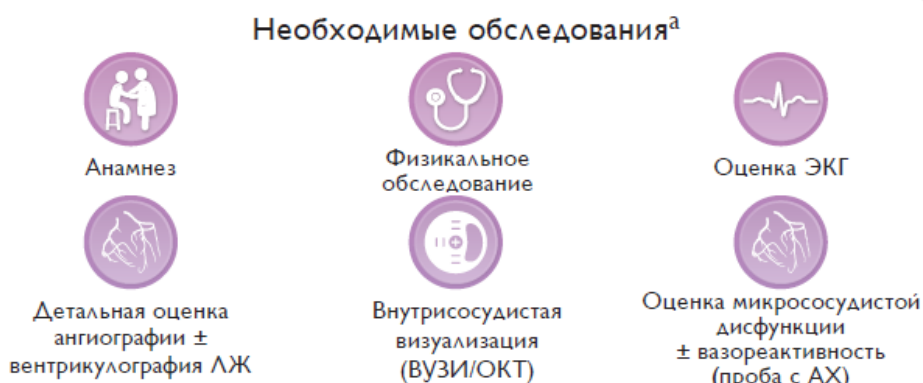 Необходимые обследованияᵃ
Анамнез
Физикальное
обследование
Оценка ЭКГ
Детальная оценка
ангиографии ±
вентрикулография ЛЖ
Внутрисосудистая
визуализация
(ВУЗИ/ОКТ)
Оценка микрососудистой
дисфункции
± вазореактивность
(проба с АХ)